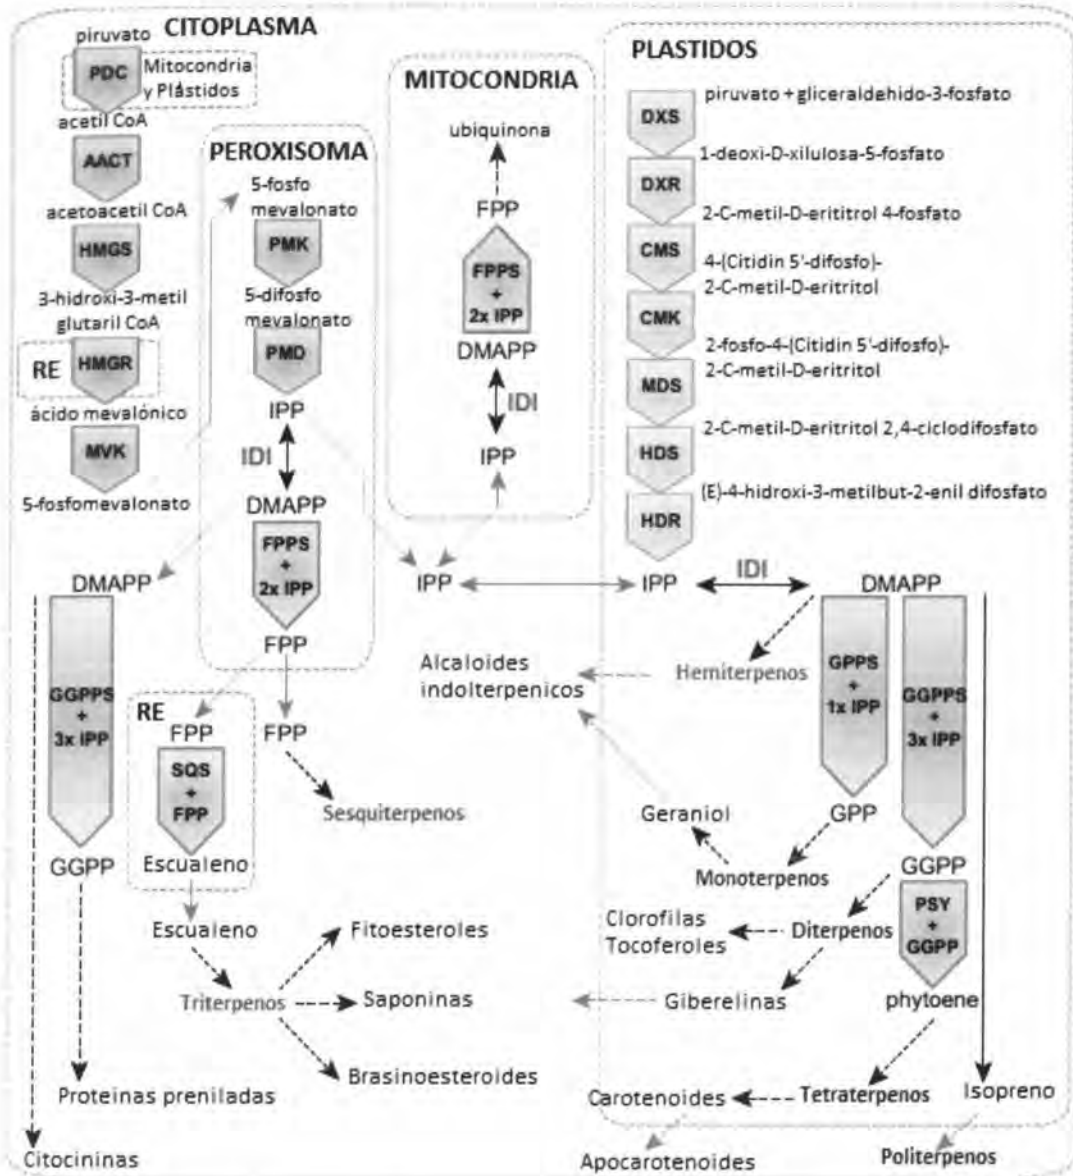 CITOPLASMA
piruvato
PDC
Mitocondria
y Plástidos
acetil CoA
AACT
acetoacetil CoA
HMGS
3-hidroxi-3-metil
glutaril CoA
RE
HMGR
ácido mevalónico
MVK
5-fosfomevalonato
PEROXISOMA
5-fosfo
mevalonato
PMK
5-difosfo
mevalonato
PMD
IPP
IDI
DMAPP
FPPS
+
2x IPP
FPP
MITOCONDRIA
ubiquinona
FPP
FPPS
+
2x IPP
DMAPP
IDI
IPP
PLASTIDOS
piruvato + gliceraldehido-3-fosfato
DXS
1-deoxi-D-xilulosa-5-fosfato
DXR
2-C-metil-D-erititrol 4-fosfato
CMS
4-(Citidin 5'-difosfo)-
2-C-metil-D-eritritol
CMK
2-fosfo-4-(Citidin 5'-difosfo)-
2-C-metil-D-eritritol
MDS
2-C-metil-D-eritritol 2,4-ciclodifosfato
HDS
(E)-4-hidroxi-3-metilbut-2-enil difosfato
HDR
IPP
IPP
IDI
DMAPP
DMAPP
GGPPS
+
3x IPP
GGPP
RE
FPP
SQS
+
FPP
Escualeno
FPP
Sesquiterpenos
Escualeno
Triterpenos
Fitoesteroles
Saponinas
Brasinoesteroides
Proteinas preniladas
Citocininas
Alcaloides
indolterpenicos
Hemiterpenos
GPPS
+
1x IPP
GGPPS
+
3x IPP
Geraniol
GPP
Monoterpenos
GGPP
Clorofilas
Tocoferoles
Diterpenos
PSY
+
GGPP
Giberelinas
phytoene
Carotenoides
Tetraterpenos
Isopreno
Apocarotenoides
Politerpenos